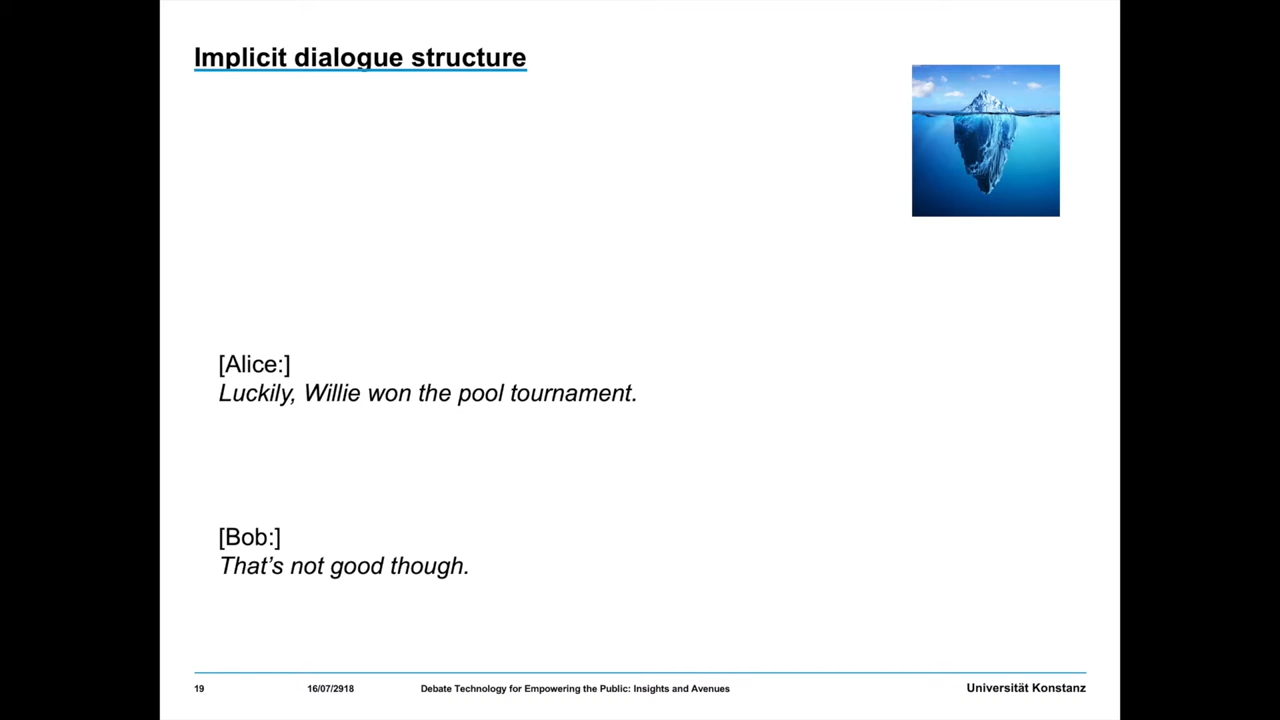 Implicit dialogue structure
[Alice:]
Luckily, Willie won the pool tournament.
[Bob:]
That’s not good though.
19 16/07/2918 Debate Technology for Empowering the Public: Insights and Avenues Universität Konstanz